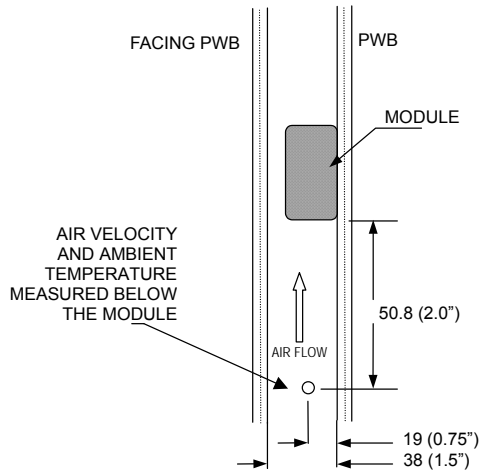 FACING PWB
PWB
MODULE
AIR VELOCITY
AND AMBIENT
TEMPERATURE
MEASURED BELOW
THE MODULE
50.8 (2.0”)
AIR FLOW
19 (0.75”)
38 (1.5”)